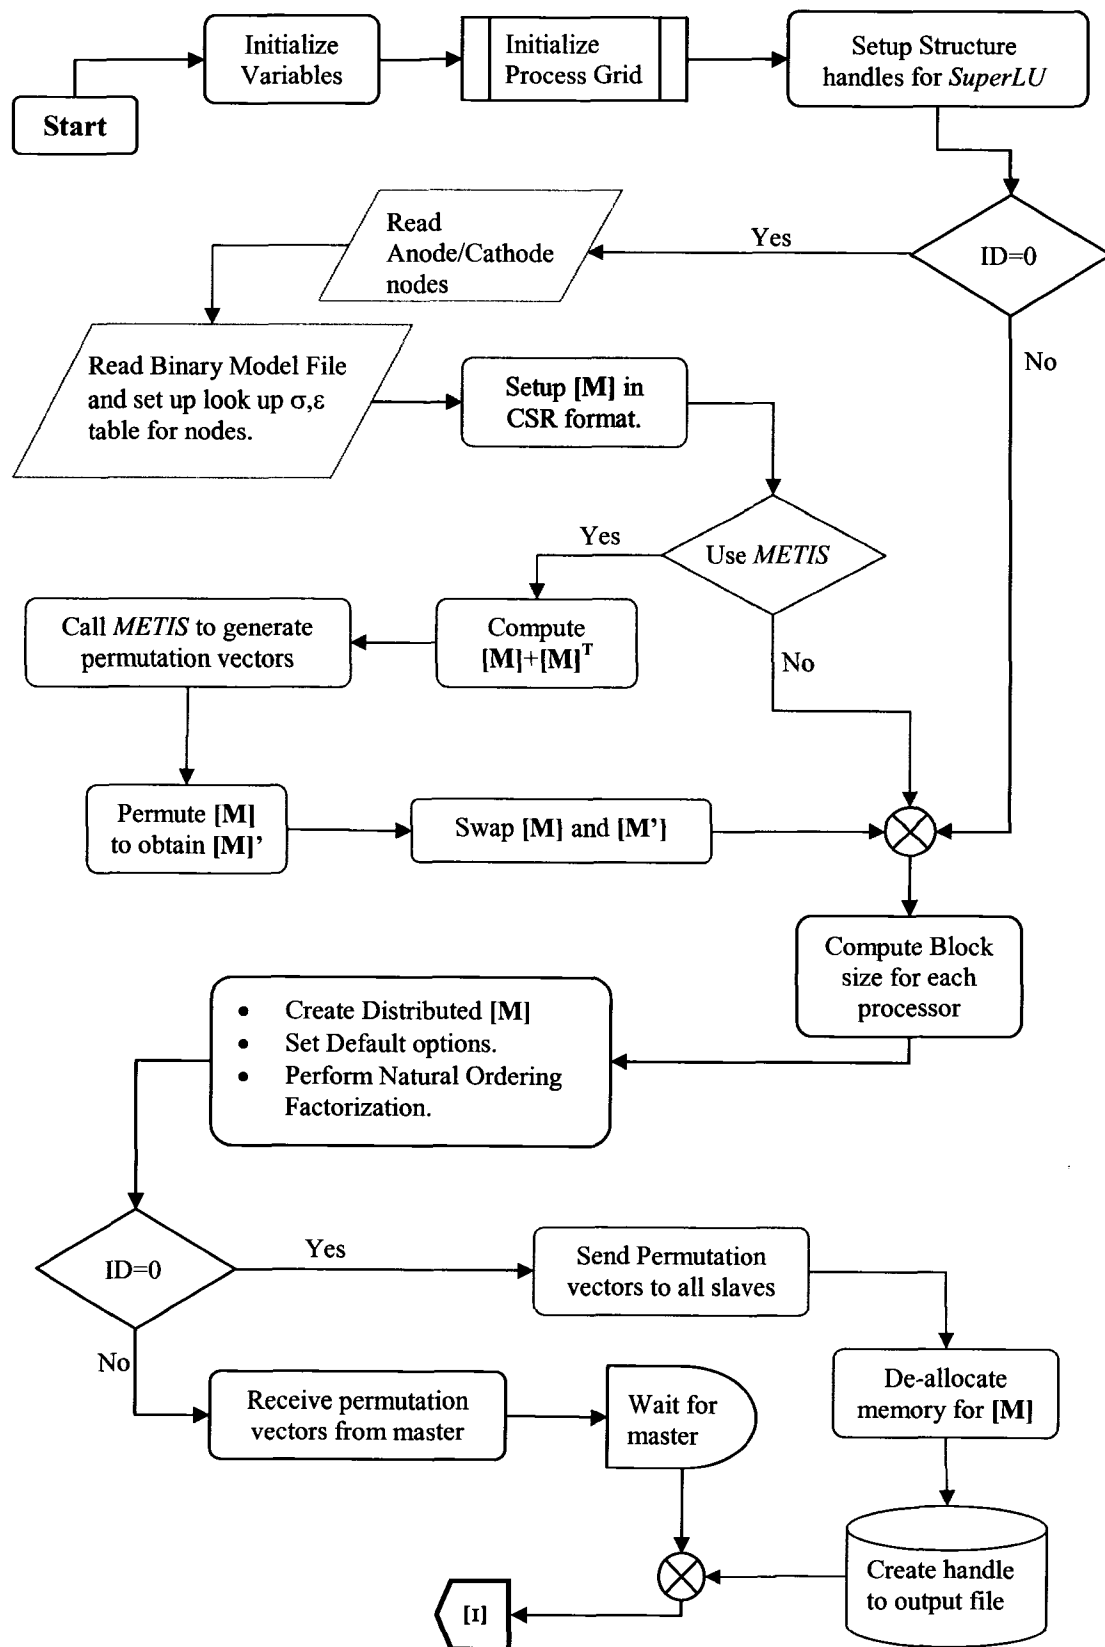 Initialize
Variables
Initialize
Process Grid
Setup Structure
handles for SuperLU
Start
Read
Anode/Cathode
nodes
Yes
ID=0
No
Read Binary Model File
and set up look up σ,ε
table for nodes.
Setup [M] in
CSR format.
Yes
Use METIS
No
Call METIS to generate
permutation vectors
Compute
[M]+[M]ᵀ
Permute [M]
to obtain [M]’
Swap [M] and [M’]
Compute Block
size for each
processor
• Create Distributed [M]
• Set Default options.
• Perform Natural Ordering
Factorization.
ID=0
Yes
No
Send Permutation
vectors to all slaves
Receive permutation
vectors from master
Wait for
master
De-allocate
memory for [M]
Create handle
to output file
[I]